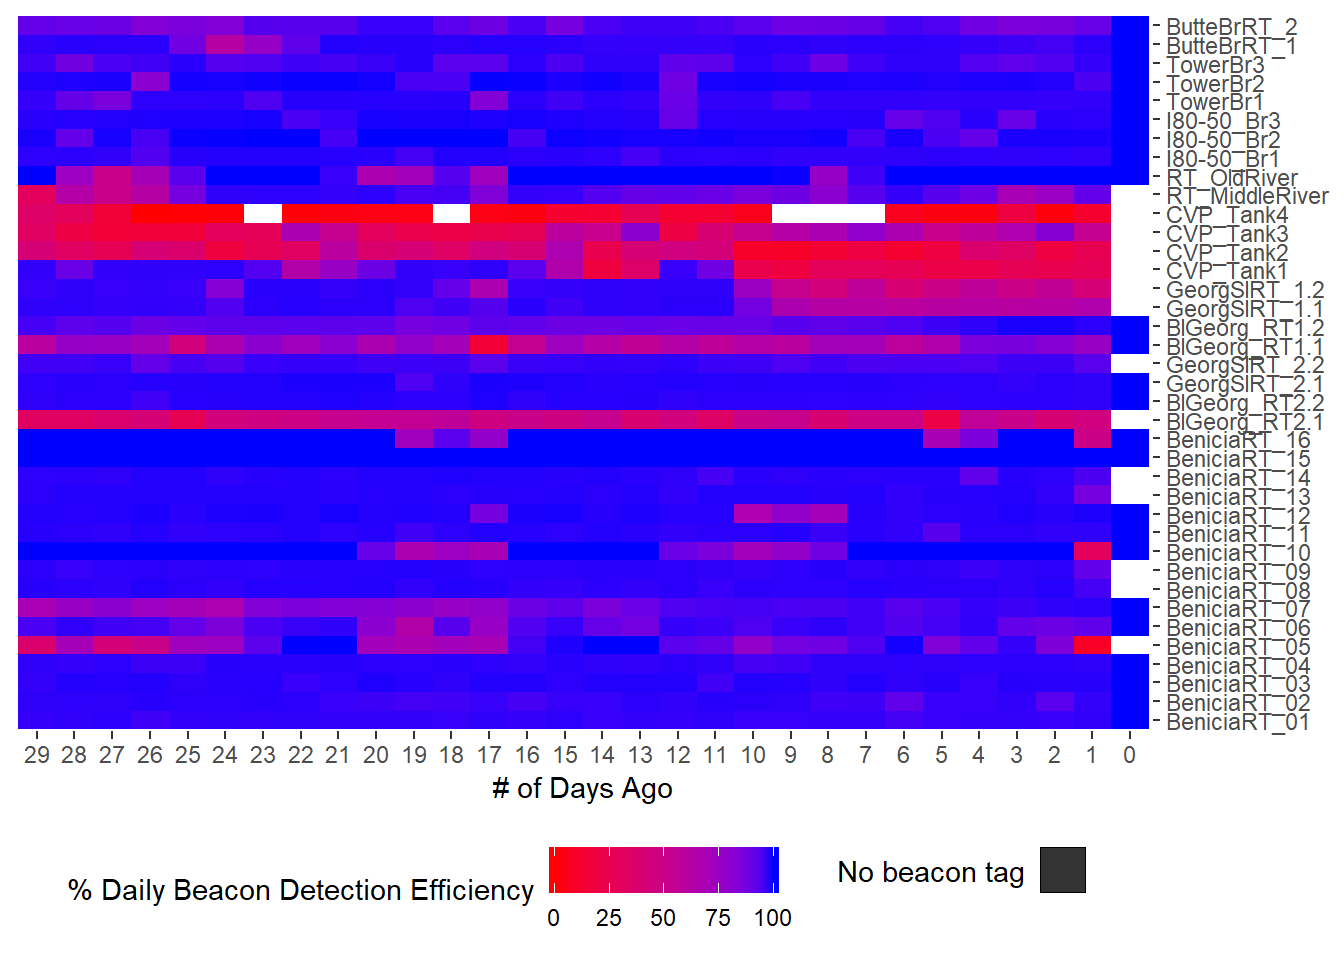 ButteBrRT_2
ButteBrRT_1
TowerBr3
TowerBr2
TowerBr1
I80-50_Br3
I80-50_Br2
I80-50_Br1
RT_OldRiver
RT_MiddleRiver
CVP_Tank4
CVP_Tank3
CVP_Tank2
CVP_Tank1
GeorgSlRT_1.2
GeorgSlRT_1.1
BlGeorg_RT1.2
BlGeorg_RT1.1
GeorgSlRT_2.2
GeorgSlRT_2.1
BlGeorg_RT2.2
BlGeorg_RT2.1
BeniciaRT_16
BeniciaRT_15
BeniciaRT_14
BeniciaRT_13
BeniciaRT_12
BeniciaRT_11
BeniciaRT_10
BeniciaRT_09
BeniciaRT_08
BeniciaRT_07
BeniciaRT_06
BeniciaRT_05
BeniciaRT_04
BeniciaRT_03
BeniciaRT_02
BeniciaRT_01
29 28 27 26 25 24 23 22 21 20 19 18 17 16 15 14 13 12 11 10 9 8 7 6 5 4 3 2 1 0
# of Days Ago
% Daily Beacon Detection Efficiency
0 25 50 75 100
No beacon tag